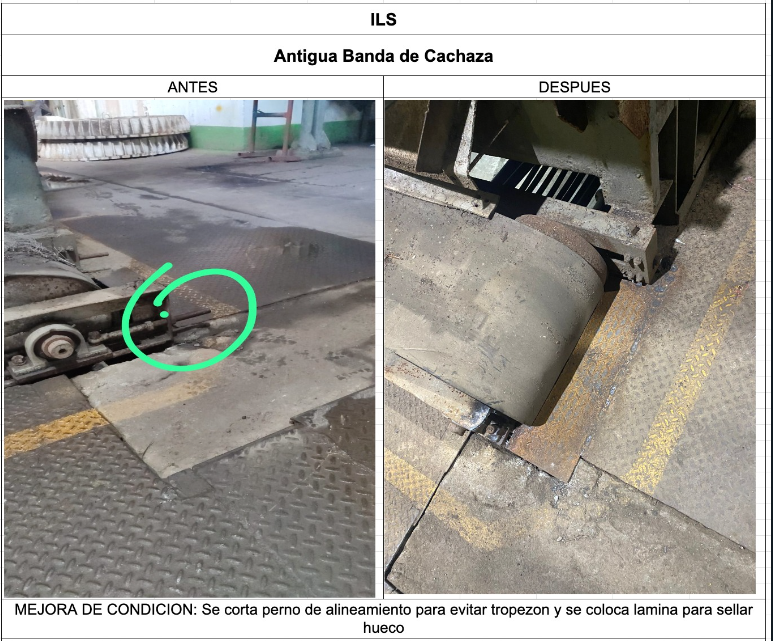 ILS
Antigua Banda de Cachaza
ANTES
DESPUES
MEJORA DE CONDICION: Se corta perno de alineamiento para evitar tropezon y se coloca lamina para sellar
hueco